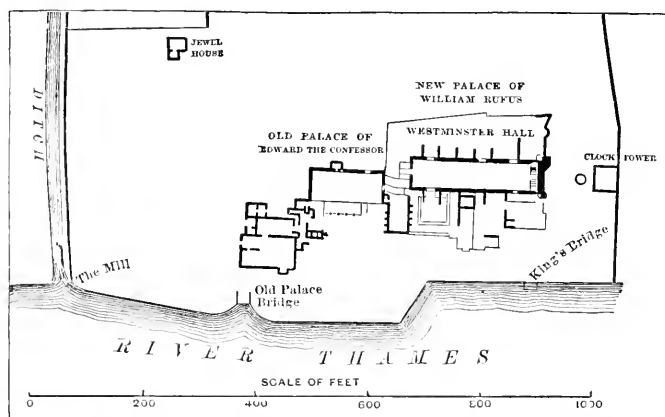 JEWEL
HOUSE
DITCH
NEW PALACE OF
WILLIAM RUFUS
OLD PALACE OF
EDWARD THE CONFESSOR
WESTMINSTER HALL
CLOCK TOWER
The Mill
Old Palace
Bridge
King's Bridge
RIVER THAMES
SCALE OF FEET
0 200 400 600 800 1000